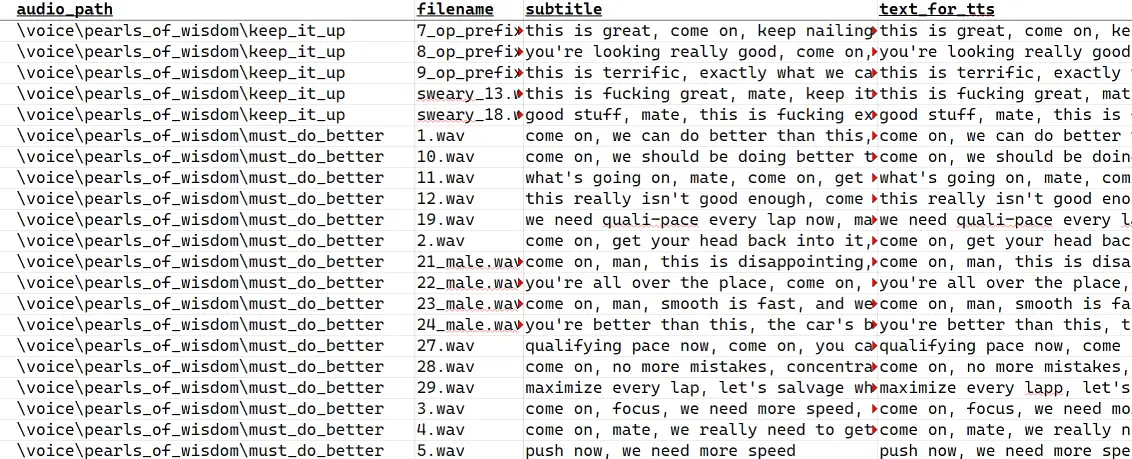 audio_path filename subtitle text_for_tts
\voice\pearls_of_wisdom\keep_it_up 7_op_prefix this is great, come on, keep nailing this is great, come on, ke
\voice\pearls_of_wisdom\keep_it_up 8_op_prefix you're looking really good, come on, you're looking really good
\voice\pearls_of_wisdom\keep_it_up 9_op_prefix this is terrific, exactly what we ca this is terrific, exactly
\voice\pearls_of_wisdom\keep_it_up sweary_13.w this is fucking great, mate, keep it this is fucking great, mat
\voice\pearls_of_wisdom\keep_it_up sweary_18.w good stuff, mate, this is fucking ex good stuff, mate, this is
\voice\pearls_of_wisdom\must_do_better 1.wav come on, we can do better than this, come on, we can do better
\voice\pearls_of_wisdom\must_do_better 10.wav come on, we should be doing better t come on, we should be doin
\voice\pearls_of_wisdom\must_do_better 11.wav what's going on, mate, come on, get what's going on, mate, com
\voice\pearls_of_wisdom\must_do_better 12.wav this really isn't good enough, come this really isn't good eno
\voice\pearls_of_wisdom\must_do_better 19.wav we need quali-pace every lap now, ma we need quali-pace every la
\voice\pearls_of_wisdom\must_do_better 2.wav come on, get your head back into it, come on, get your head bac
\voice\pearls_of_wisdom\must_do_better 21_male.wav come on, man, this is disappointing, come on, man, this is disa
\voice\pearls_of_wisdom\must_do_better 22_male.wav you're all over the place, come on, you're all over the place,
\voice\pearls_of_wisdom\must_do_better 23_male.wav come on, man, smooth is fast, and we come on, man, smooth is fa
\voice\pearls_of_wisdom\must_do_better 24_male.wav you're better than this, the car's b you're better than this, t
\voice\pearls_of_wisdom\must_do_better 27.wav qualifying pace now, come on, you ca qualifying pace now, come
\voice\pearls_of_wisdom\must_do_better 28.wav come on, no more mistakes, concentra come on, no more mistakes,
\voice\pearls_of_wisdom\must_do_better 29.wav maximize every lap, let's salvage wh maximize every lapp, let's
\voice\pearls_of_wisdom\must_do_better 3.wav come on, focus, we need more speed, come on, focus, we need mo
\voice\pearls_of_wisdom\must_do_better 4.wav come on, mate, we really need to get come on, mate, we really n
\voice\pearls_of_wisdom\must_do_better 5.wav push now, we need more speed push now, we need more spe